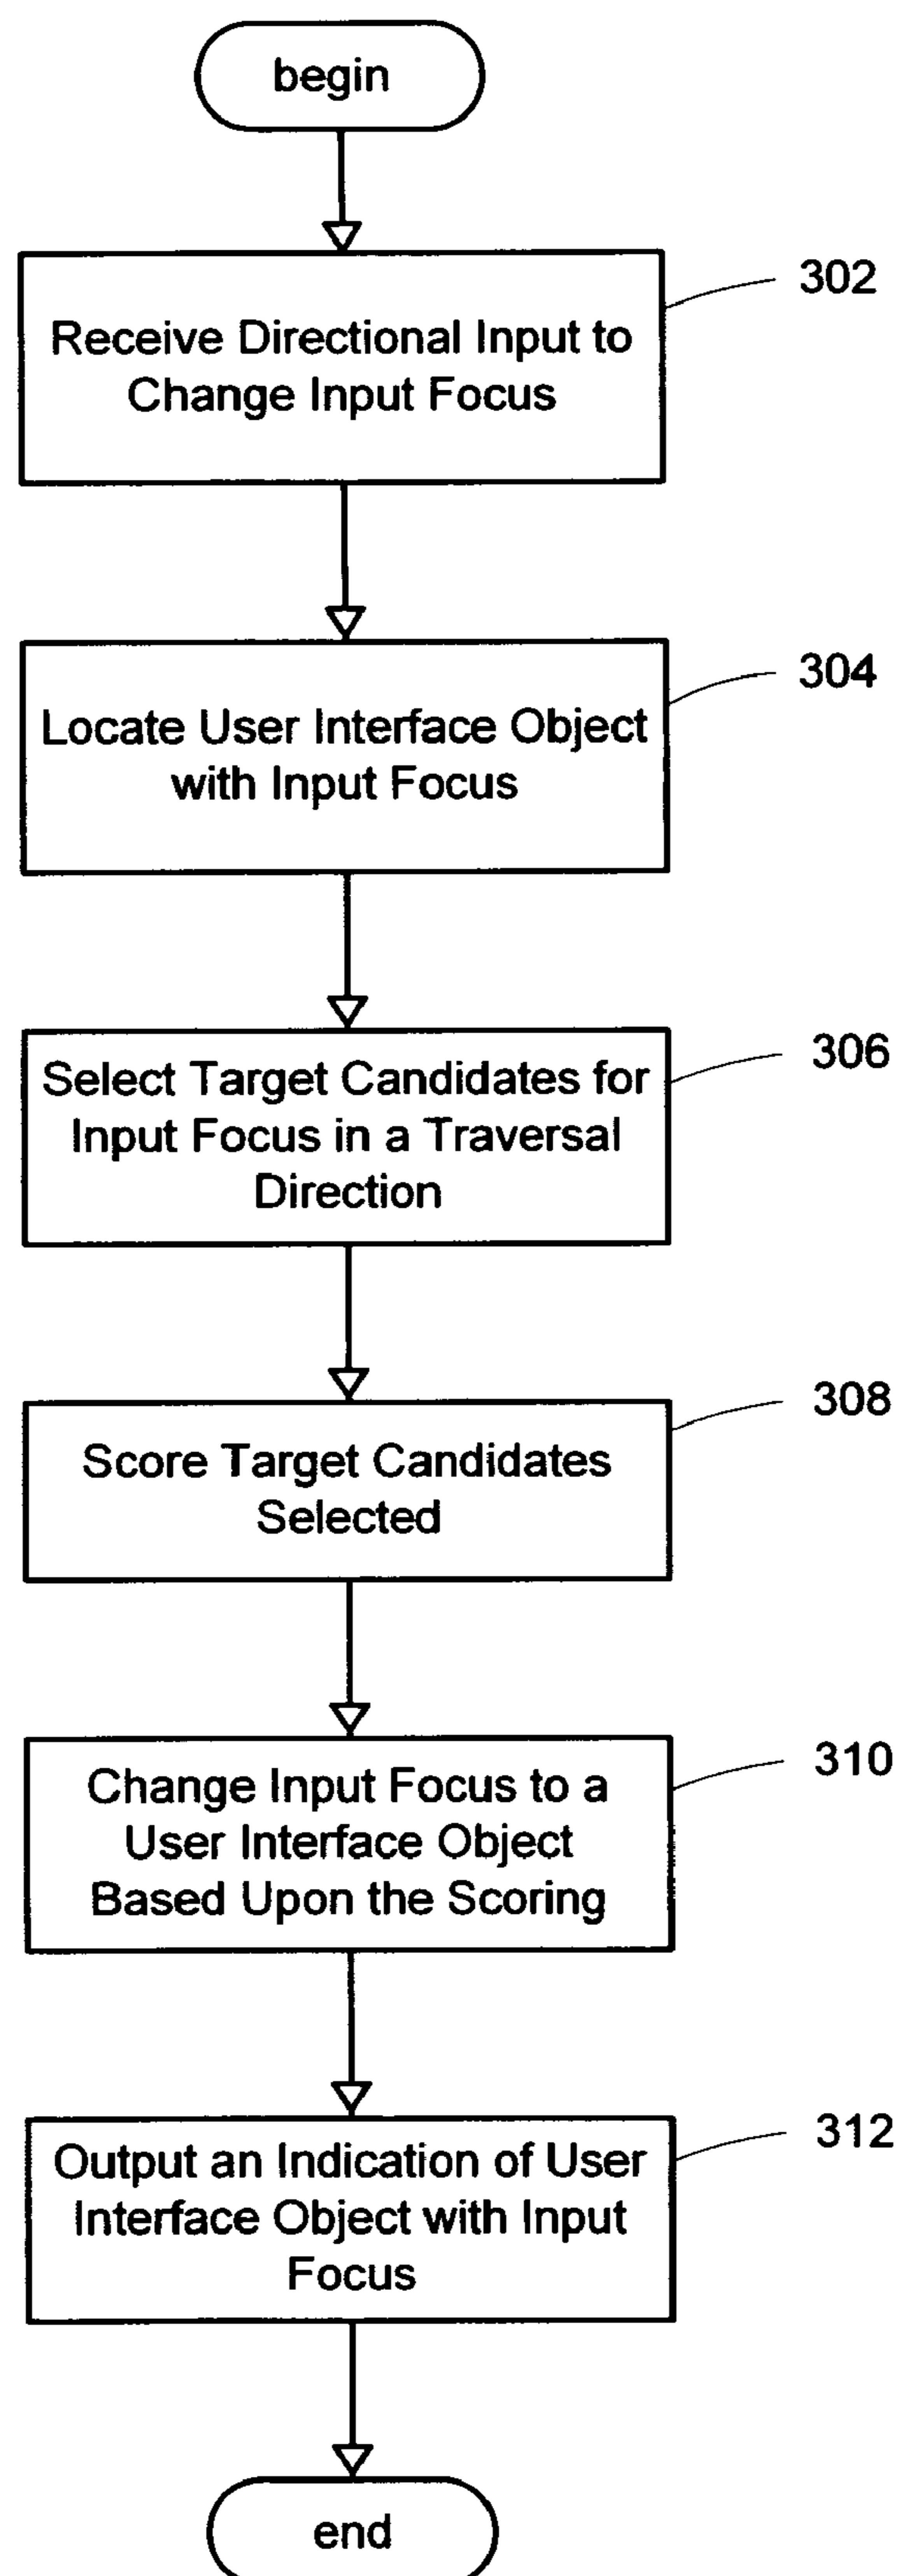 begin
302
Receive Directional Input to
Change Input Focus
304
Locate User Interface Object
with Input Focus
306
Select Target Candidates for
Input Focus in a Traversal
Direction
308
Score Target Candidates
Selected
310
Change Input Focus to a
User Interface Object
Based Upon the Scoring
312
Output an Indication of User
Interface Object with Input
Focus
end